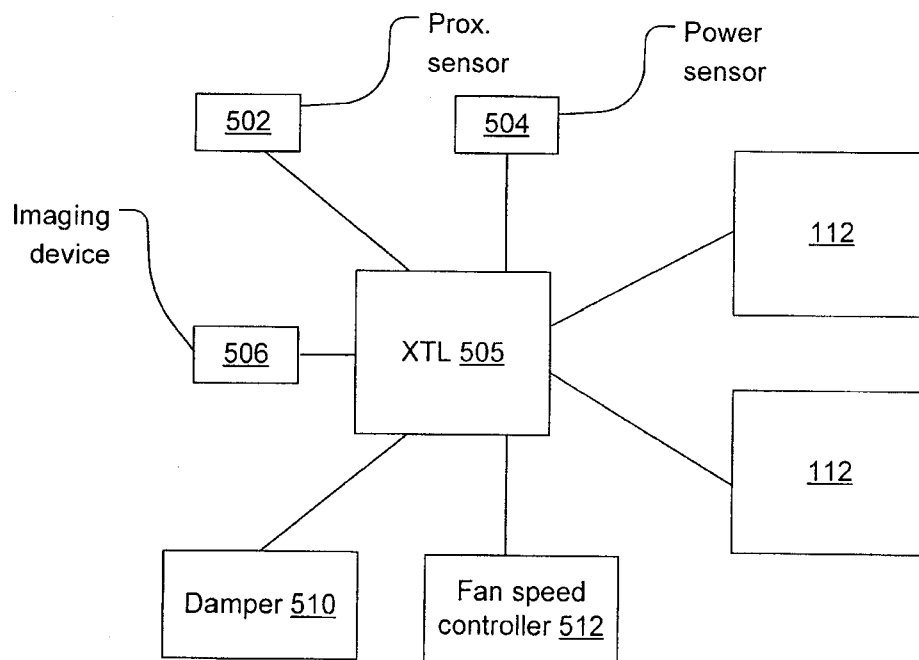 Prox.
sensor
Power
sensor
502
504
Imaging
device
112
506
XTL 505
112
Damper 510
Fan speed
controller 512